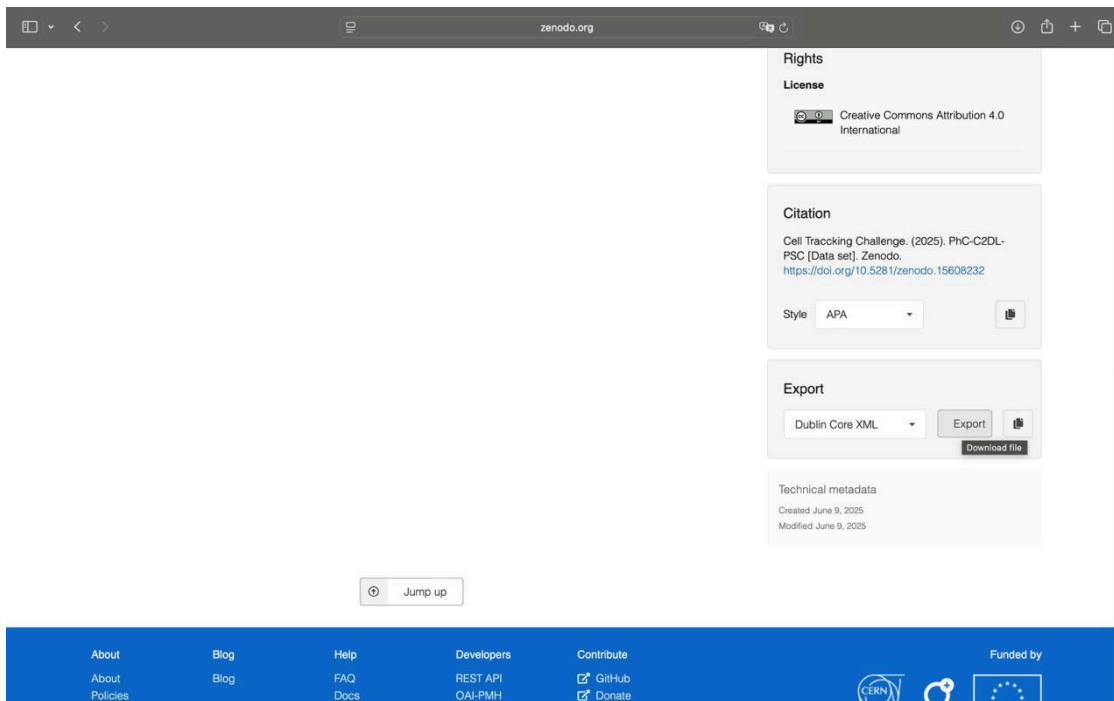 zenodo.org
Rights
License
Creative Commons Attribution 4.0
International
Citation
Cell Traccking Challenge. (2025). PhC-C2DL-
PSC [Data set]. Zenodo.
https://doi.org/10.5281/zenodo.15608232
Style APA
Export
Dublin Core XML Export
Download file
Technical metadata
Created June 9, 2025
Modified June 9, 2025
Jump up
About Blog Help Developers Contribute Funded by
About Blog FAQ REST API GitHub
Policies Docs OAI-PMH Donate
CERN